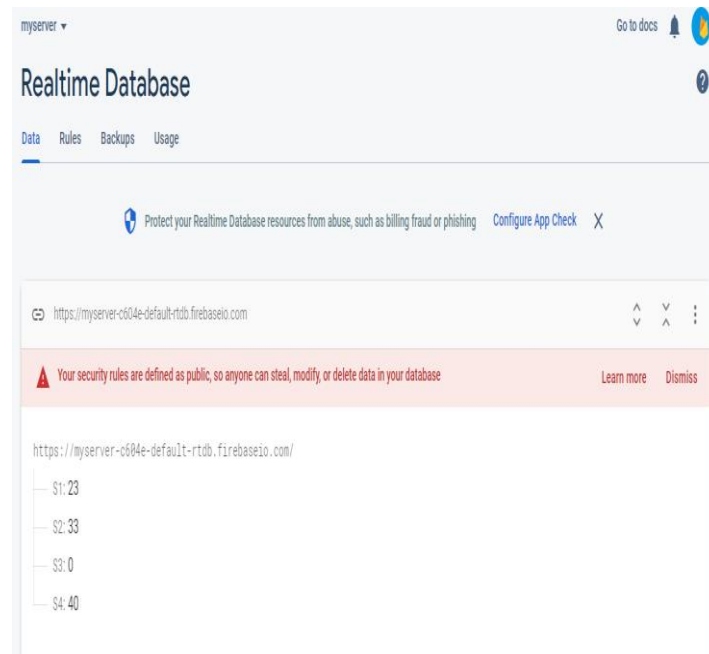 myserver Go to docs
Realtime Database
Data Rules Backups Usage
Protect your Realtime Database resources from abuse, such as billing fraud or phishing Configure App Check
https://myserver-c604e-default-rtdb.firebaseio.com
Your security rules are defined as public, so anyone can steal, modify, or delete data in your database Learn more Dismiss
https://myserver-c604e-default-rtdb.firebaseio.com/
S1: 23
S2: 33
S3: 0
S4: 40